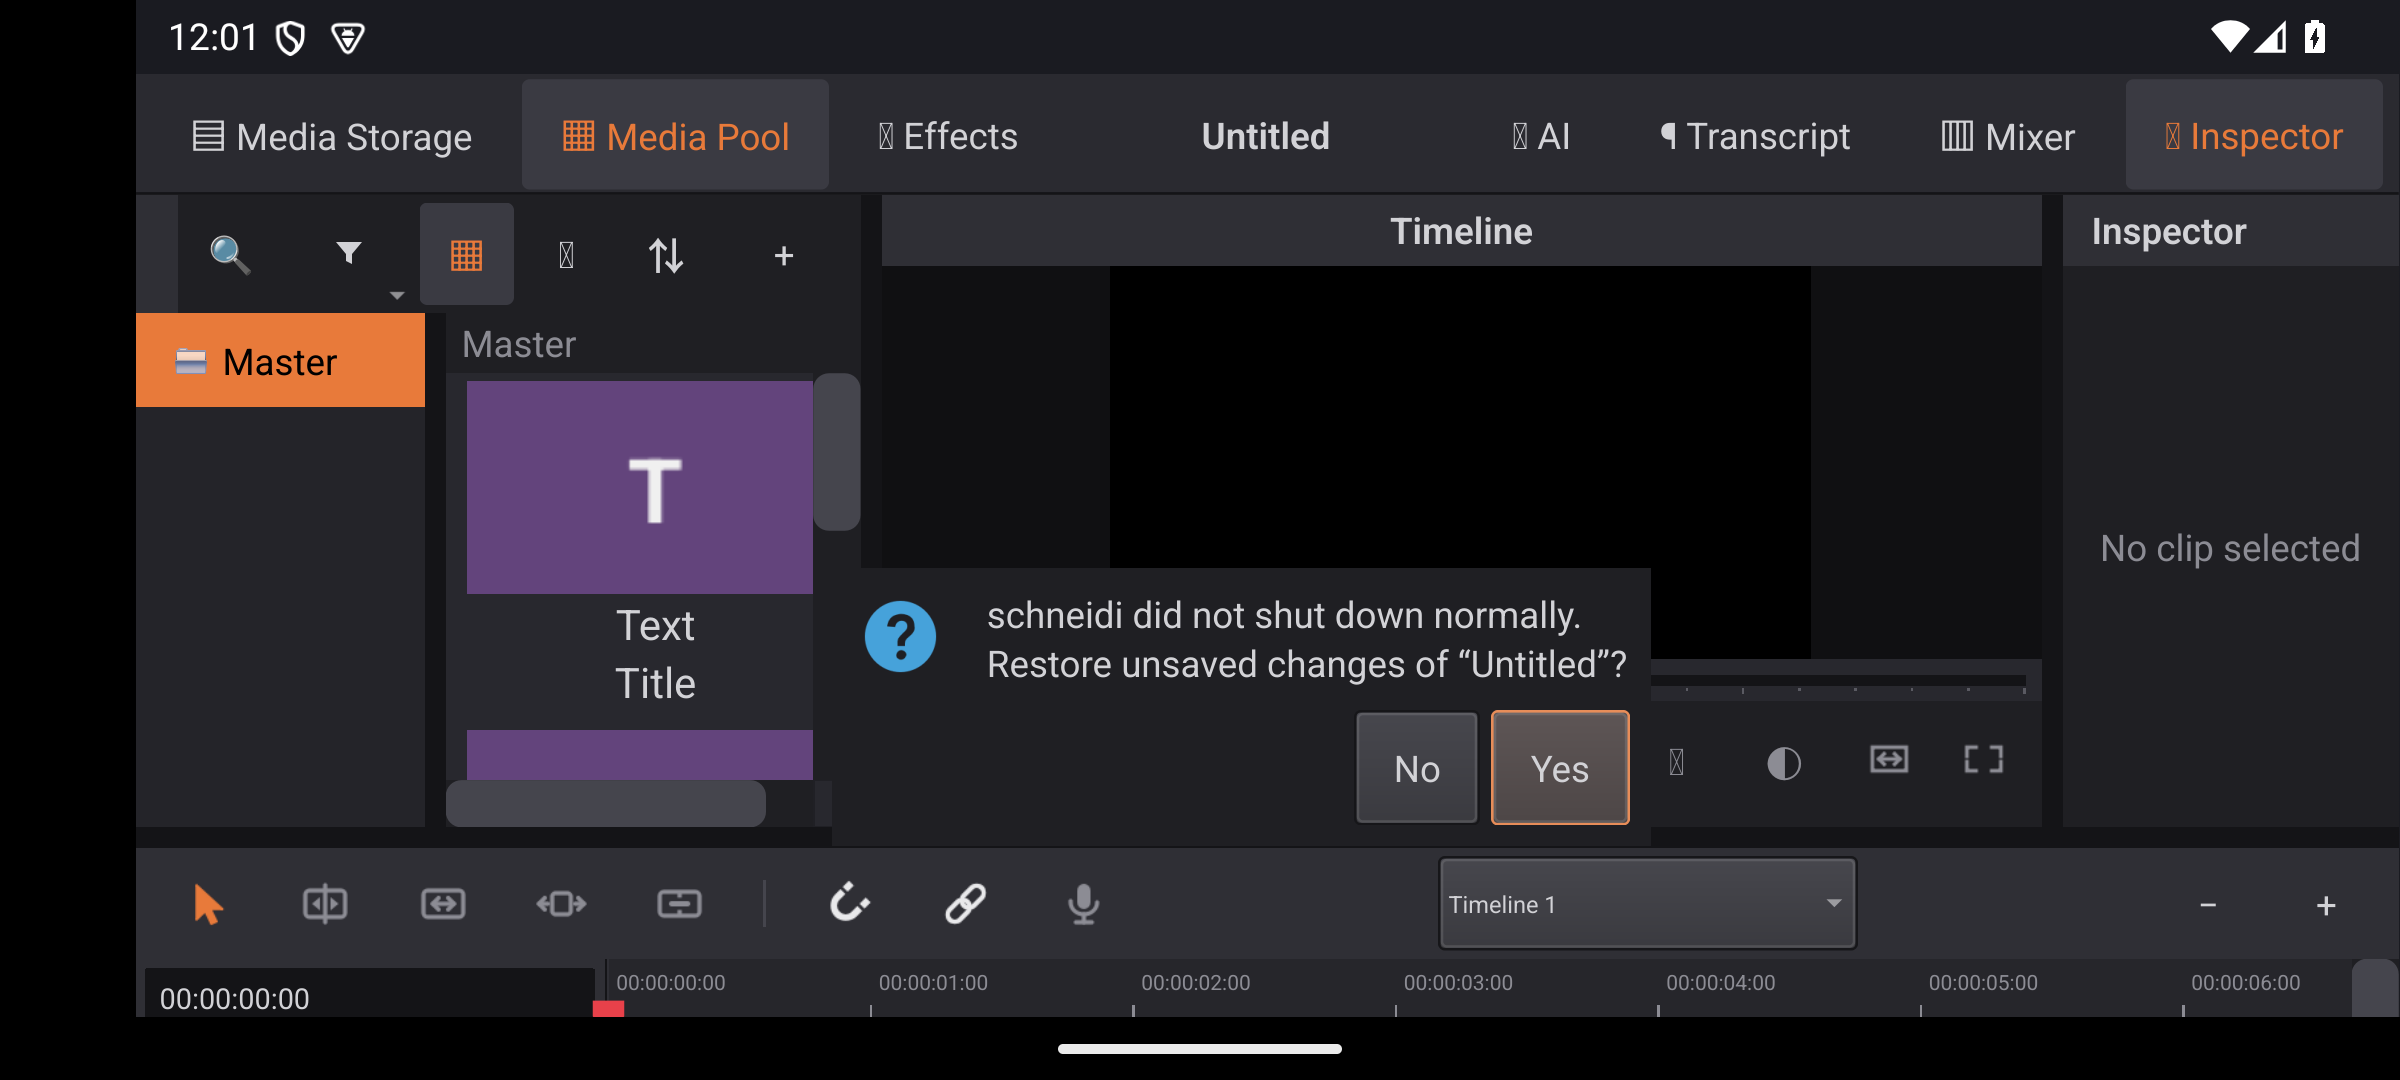 12:01
Media Storage
Media Pool
Effects
Untitled
AI
Transcript
Mixer
Inspector
Timeline
Inspector
Master
Master
T
Text
Title
No clip selected
schneidi did not shut down normally.
Restore unsaved changes of “Untitled”?
No
Yes
Timeline 1
00:00:00:00
00:00:00:00
00:00:01:00
00:00:02:00
00:00:03:00
00:00:04:00
00:00:05:00
00:00:06:00